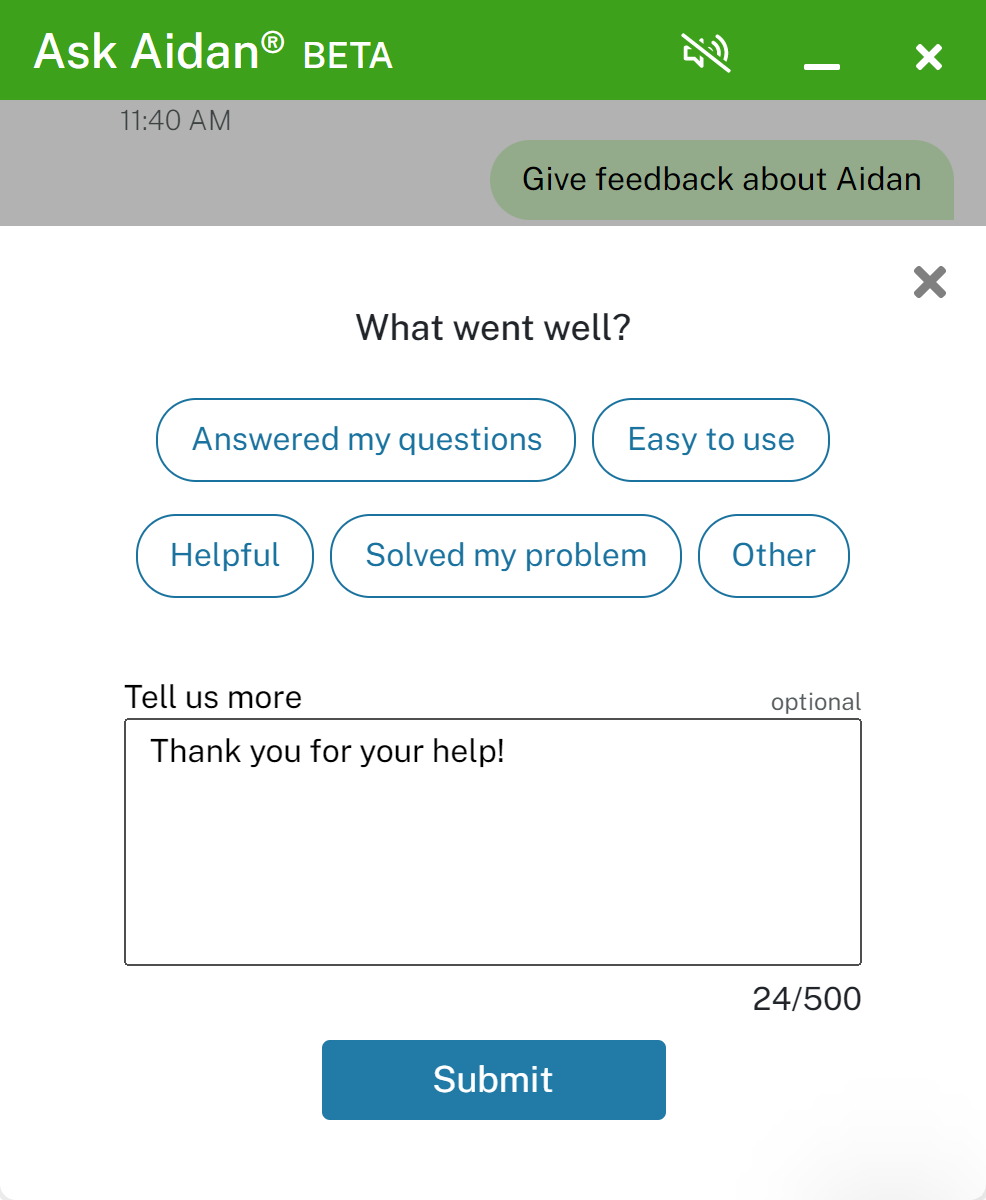 Ask Aidan® BETA
11:40 AM
Give feedback about Aidan
What went well?
Answered my questions
Easy to use
Helpful
Solved my problem
Other
Tell us more
optional
Thank you for your help!
24/500
Submit